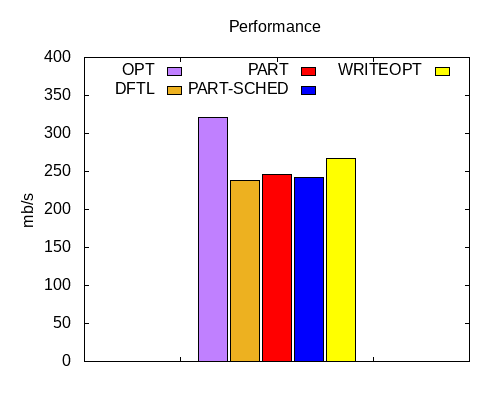 Performance
400
350
300
250
200
150
100
50
0
mb/s
OPT
DFTL
PART
PART-SCHED
WRITEOPT